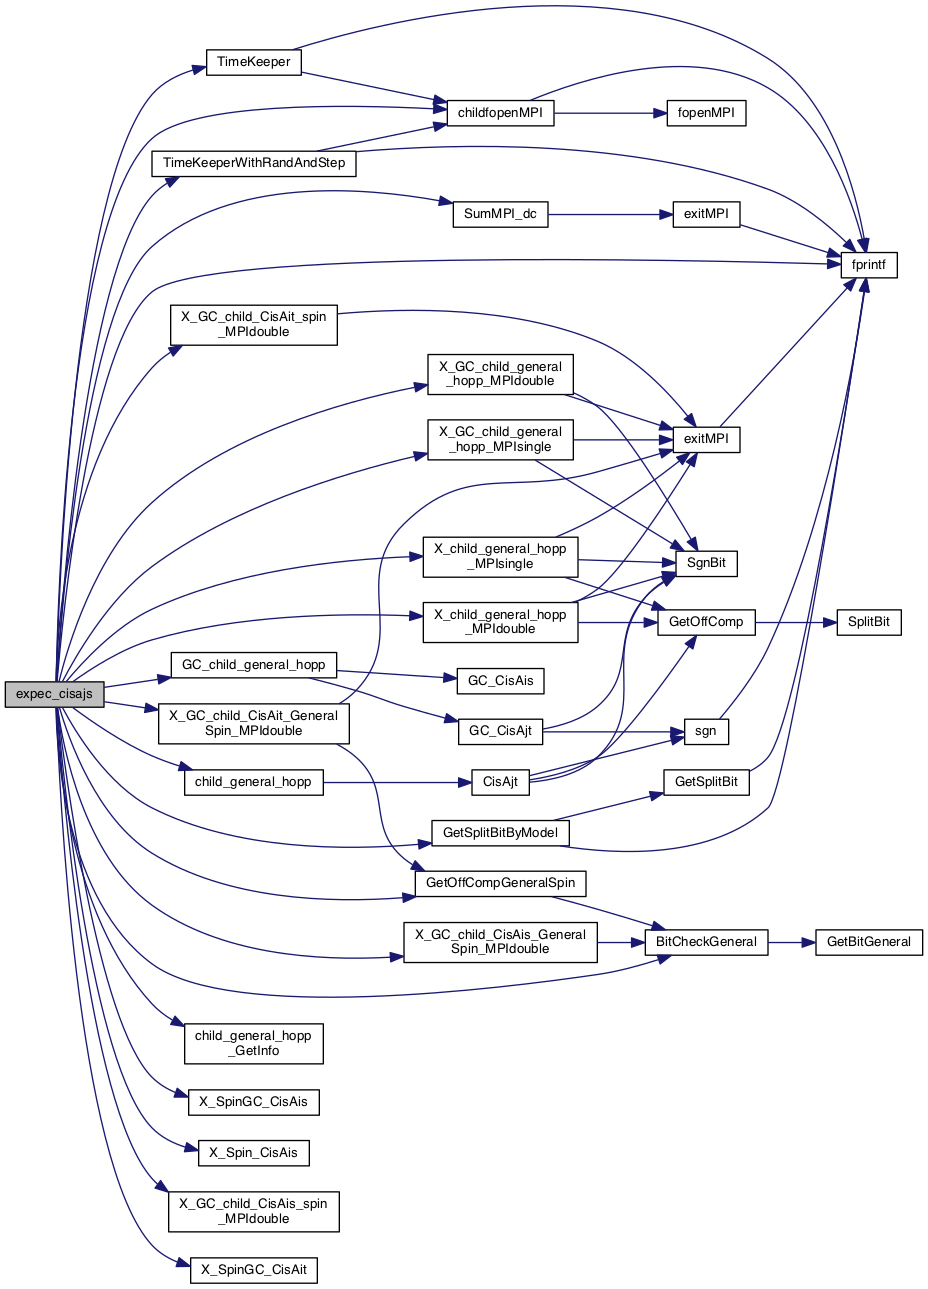 TimeKeeper
childfopenMPI
fopenMPI
TimeKeeperWithRandAndStep
SumMPI_dc
exitMPI
fprintf
X_GC_child_CisAit_spin
_MPIdouble
X_GC_child_general
_hopp_MPIdouble
X_GC_child_general
_hopp_MPIsingle
exitMPI
X_child_general_hopp
_MPIsingle
SgnBit
X_child_general_hopp
_MPIdouble
GetOffComp
SplitBit
GC_child_general_hopp
GC_CisAis
expec_cisajs
X_GC_child_CisAit_General
Spin_MPIdouble
GC_CisAjt
sgn
child_general_hopp
CisAjt
GetSplitBit
GetSplitBitByModel
GetOffCompGeneralSpin
X_GC_child_CisAis_General
Spin_MPIdouble
BitCheckGeneral
GetBitGeneral
child_general_hopp
_GetInfo
X_SpinGC_CisAis
X_Spin_CisAis
X_GC_child_CisAis_spin
_MPIdouble
X_SpinGC_CisAit